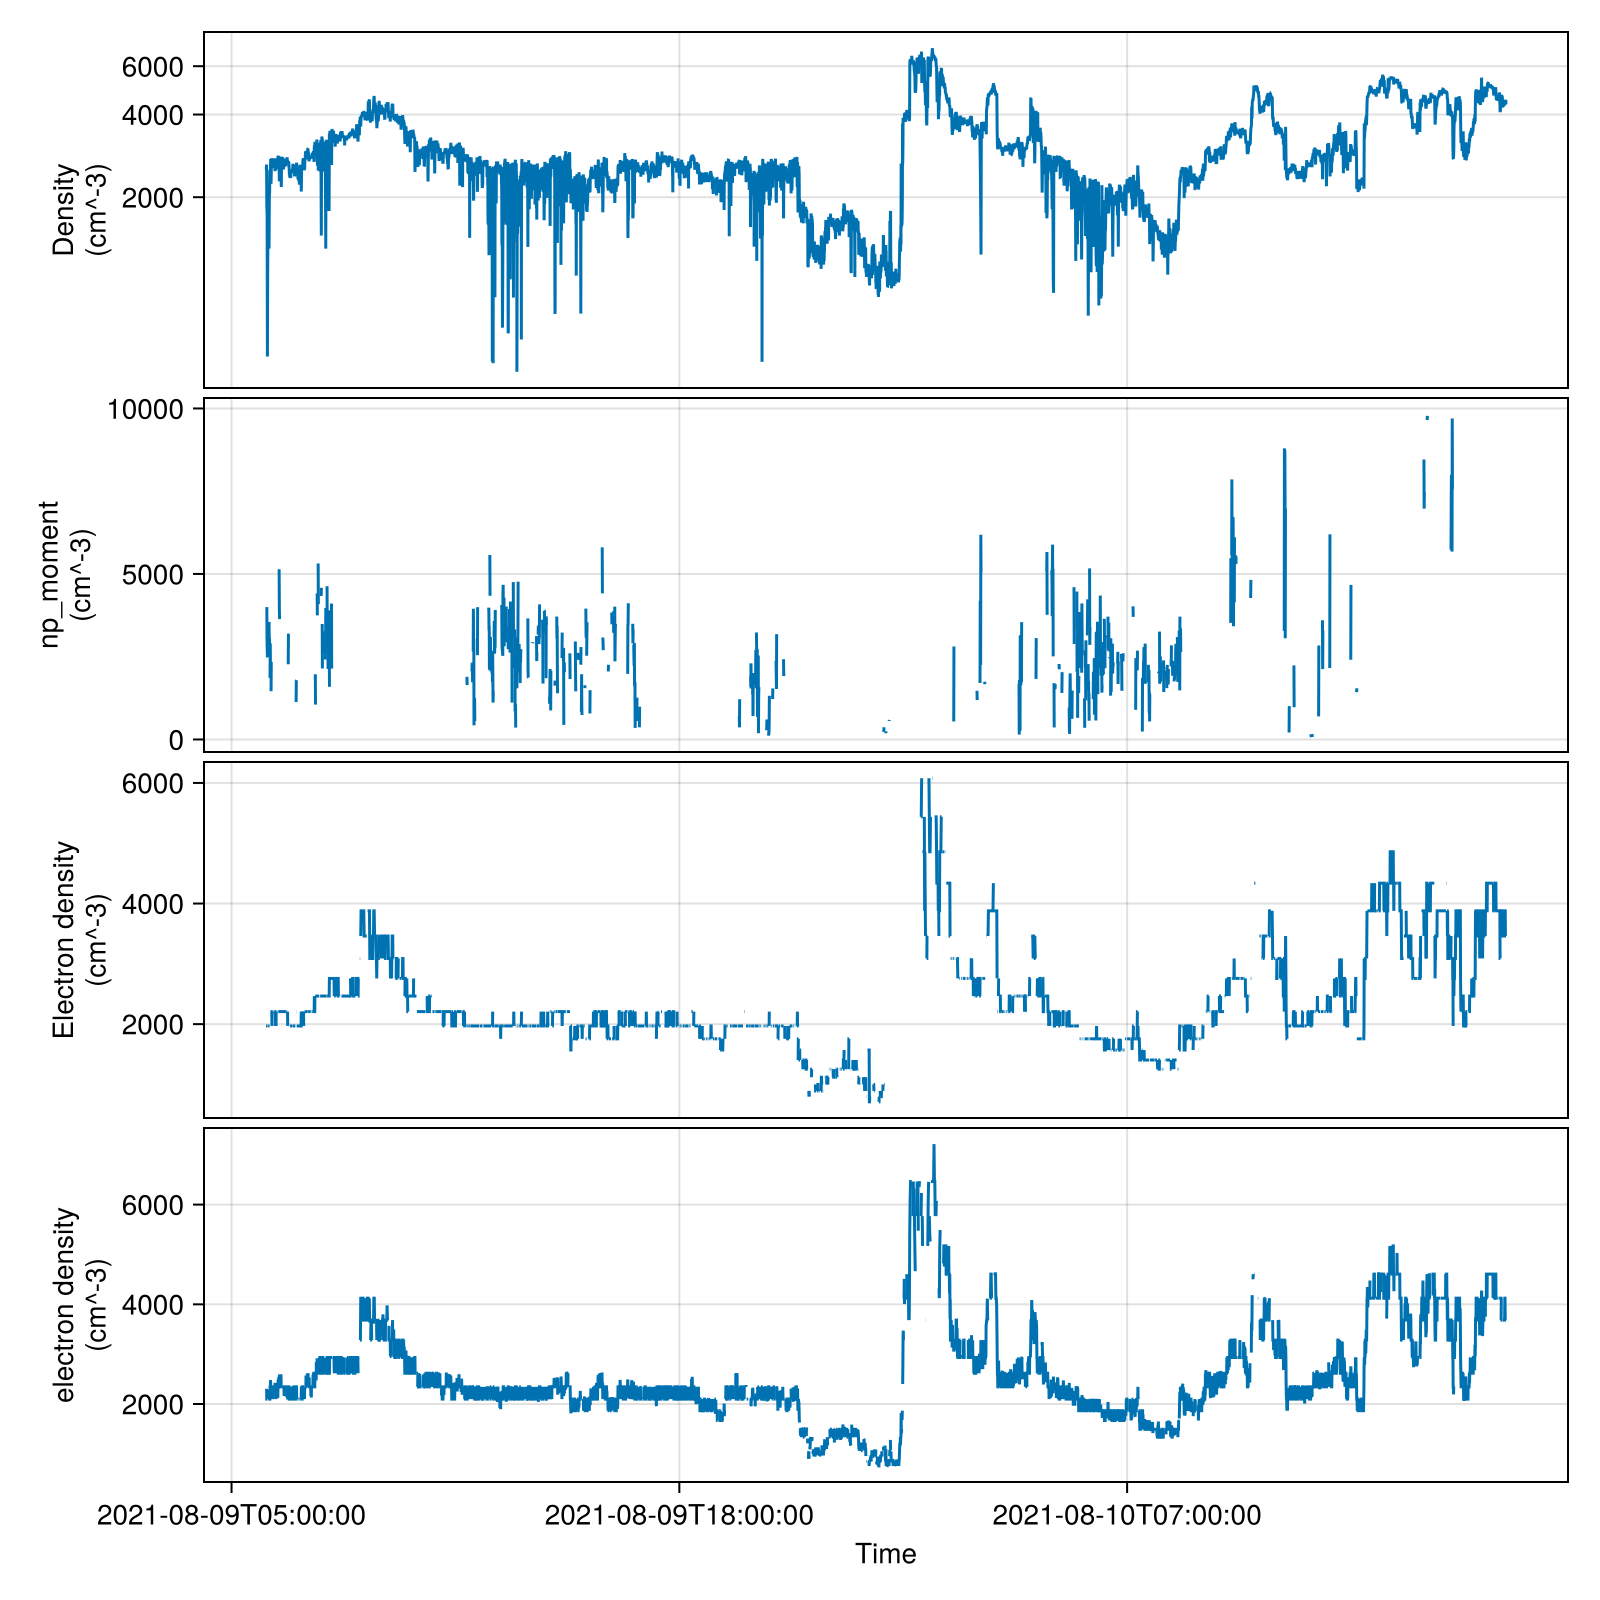 6000
4000
2000
Density
(cm^-3)
10000
5000
0
np_moment
(cm^-3)
6000
4000
2000
Electron density
(cm^-3)
6000
4000
2000
electron density
(cm^-3)
2021-08-09T05:00:00
2021-08-09T18:00:00
2021-08-10T07:00:00
Time